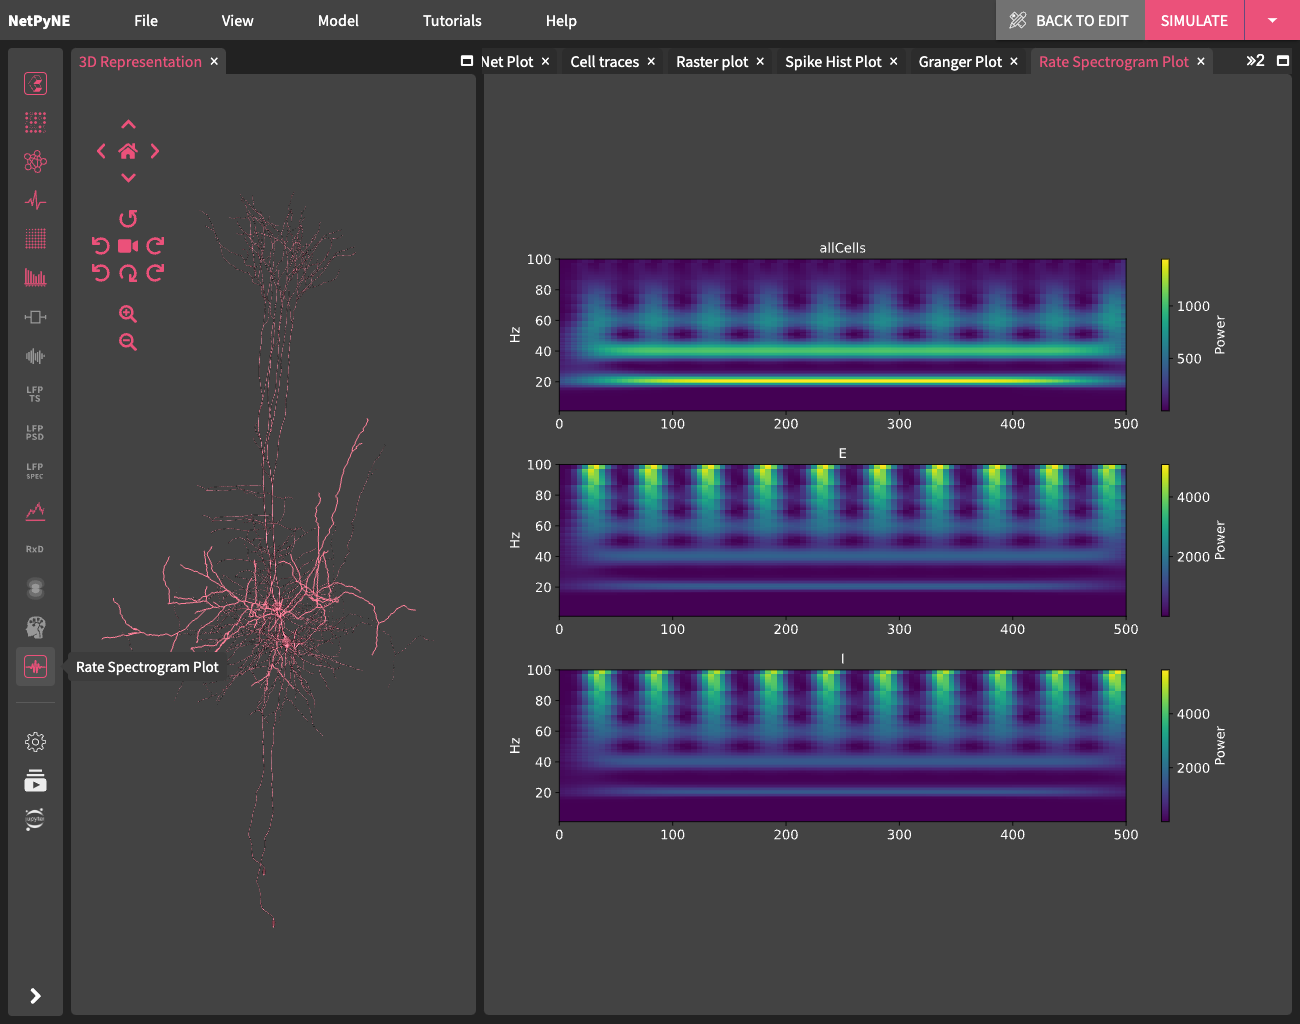 NetPyNE File View Model Tutorials Help BACK TO EDIT SIMULATE
3D Representation × Net Plot × Cell traces × Raster plot × Spike Hist Plot × Granger Plot × Rate Spectrogram Plot × »2
LFP
TS
LFP
PSD
LFP
SPEC
RxD
Rate Spectrogram Plot
jupyter
allCells
100
80
60
40
20
Hz
0 100 200 300 400 500
1000
500
Power
E
100
80
60
40
20
Hz
0 100 200 300 400 500
4000
2000
Power
I
100
80
60
40
20
Hz
0 100 200 300 400 500
4000
2000
Power